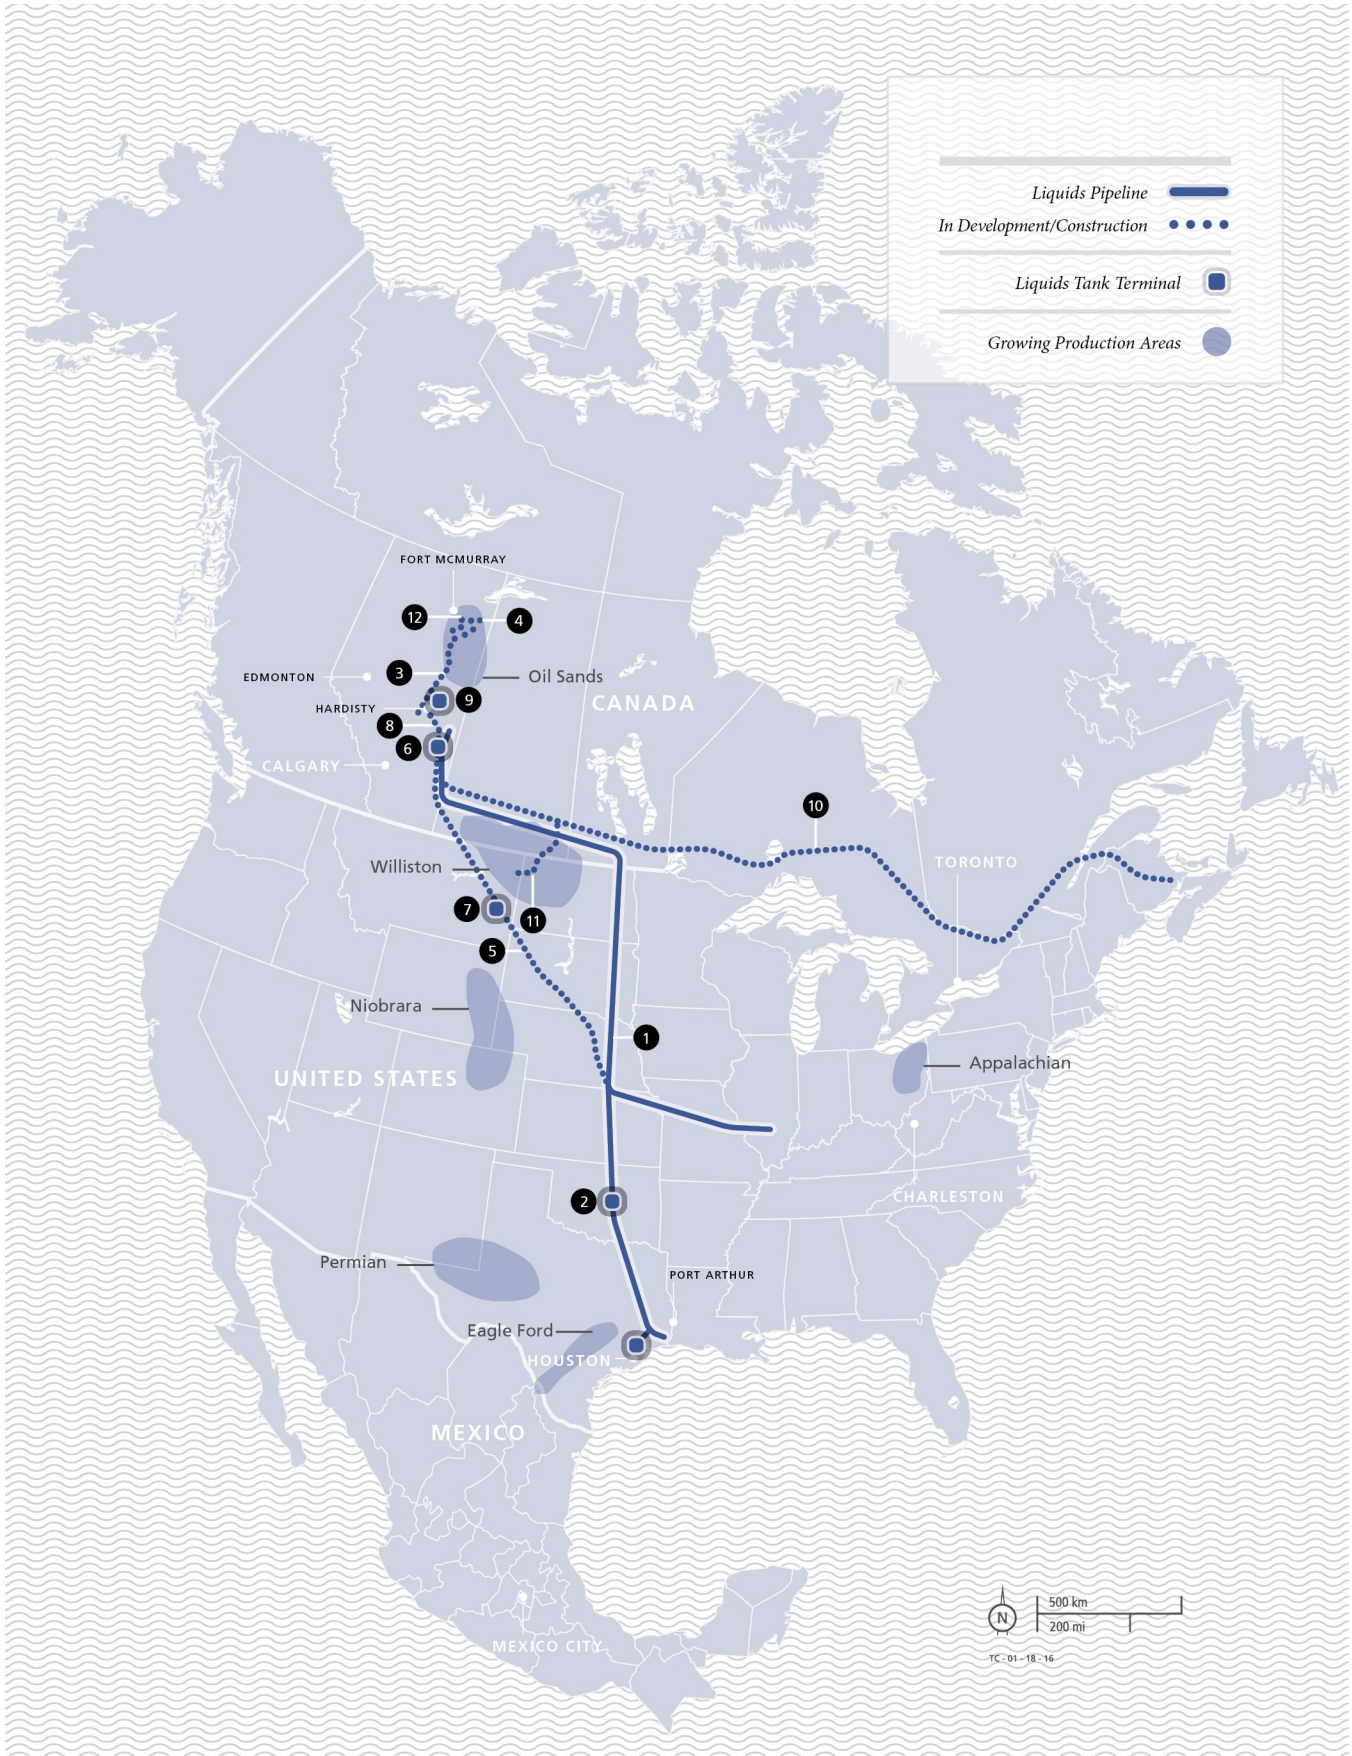 Liquids Pipeline
In Development/Construction
Liquids Tank Terminal
Growing Production Areas
FORT MCMURRAY
12
4
3
EDMONTON
Oil Sands
9
CANADA
HARDISTY
8
6
CALGARY
10
TORONTO
Williston
7
11
5
Niobrara
1
Appalachian
UNITED STATES
2
CHARLESTON
Permian
PORT ARTHUR
Eagle Ford
HOUSTON
MEXICO
MEXICO CITY
N
500 km
200 mi
TC - 01 - 18 - 16